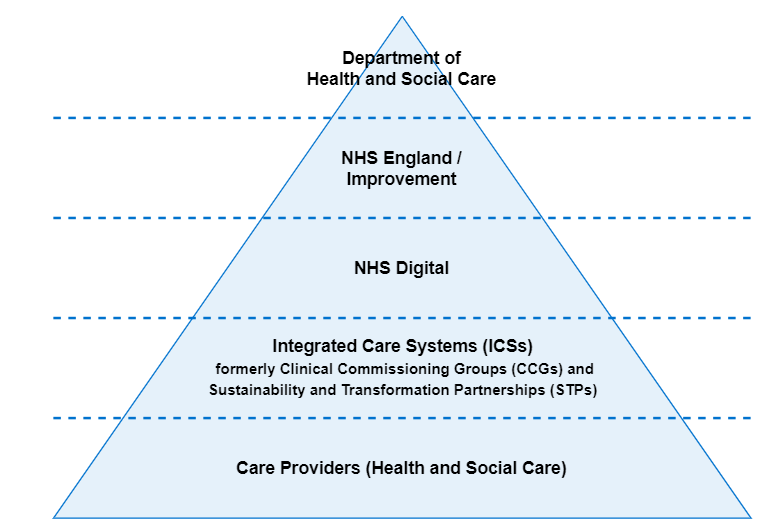 Department of
Health and Social Care
NHS England /
Improvement
NHS Digital
Integrated Care Systems (ICSs)
formerly Clinical Commissioning Groups (CCGs) and
Sustainability and Transformation Partnerships (STPs)
Care Providers (Health and Social Care)